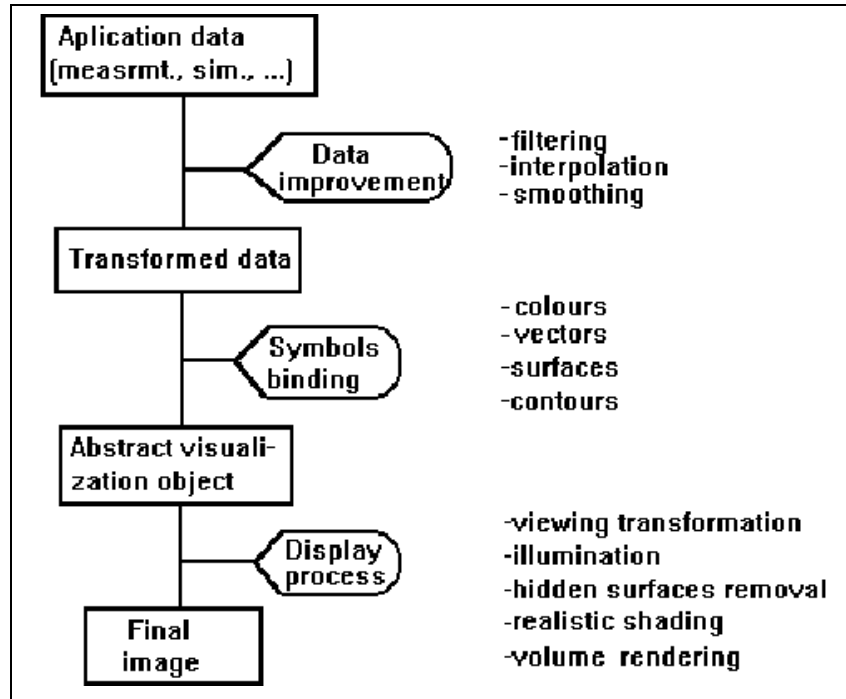 Aplication data
(measrmt., sim., ...)
Data
improvement
-filtering
-interpolation
- smoothing
Transformed data
Symbols
binding
- colours
- vectors
-surfaces
-contours
Abstract visuali-
zation object
Display
process
-viewing transformation
-illumination
-hidden surfaces removal
-realistic shading
-volume rendering
Final
image